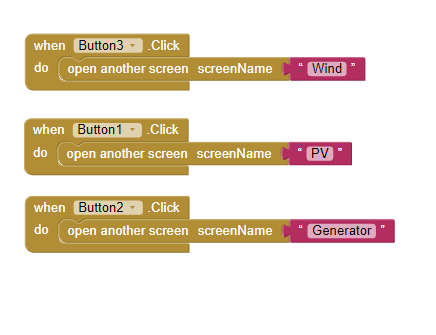 when Button3 .Click
do open another screen screenName " Wind "
when Button1 .Click
do open another screen screenName " PV "
when Button2 .Click
do open another screen screenName " Generator "